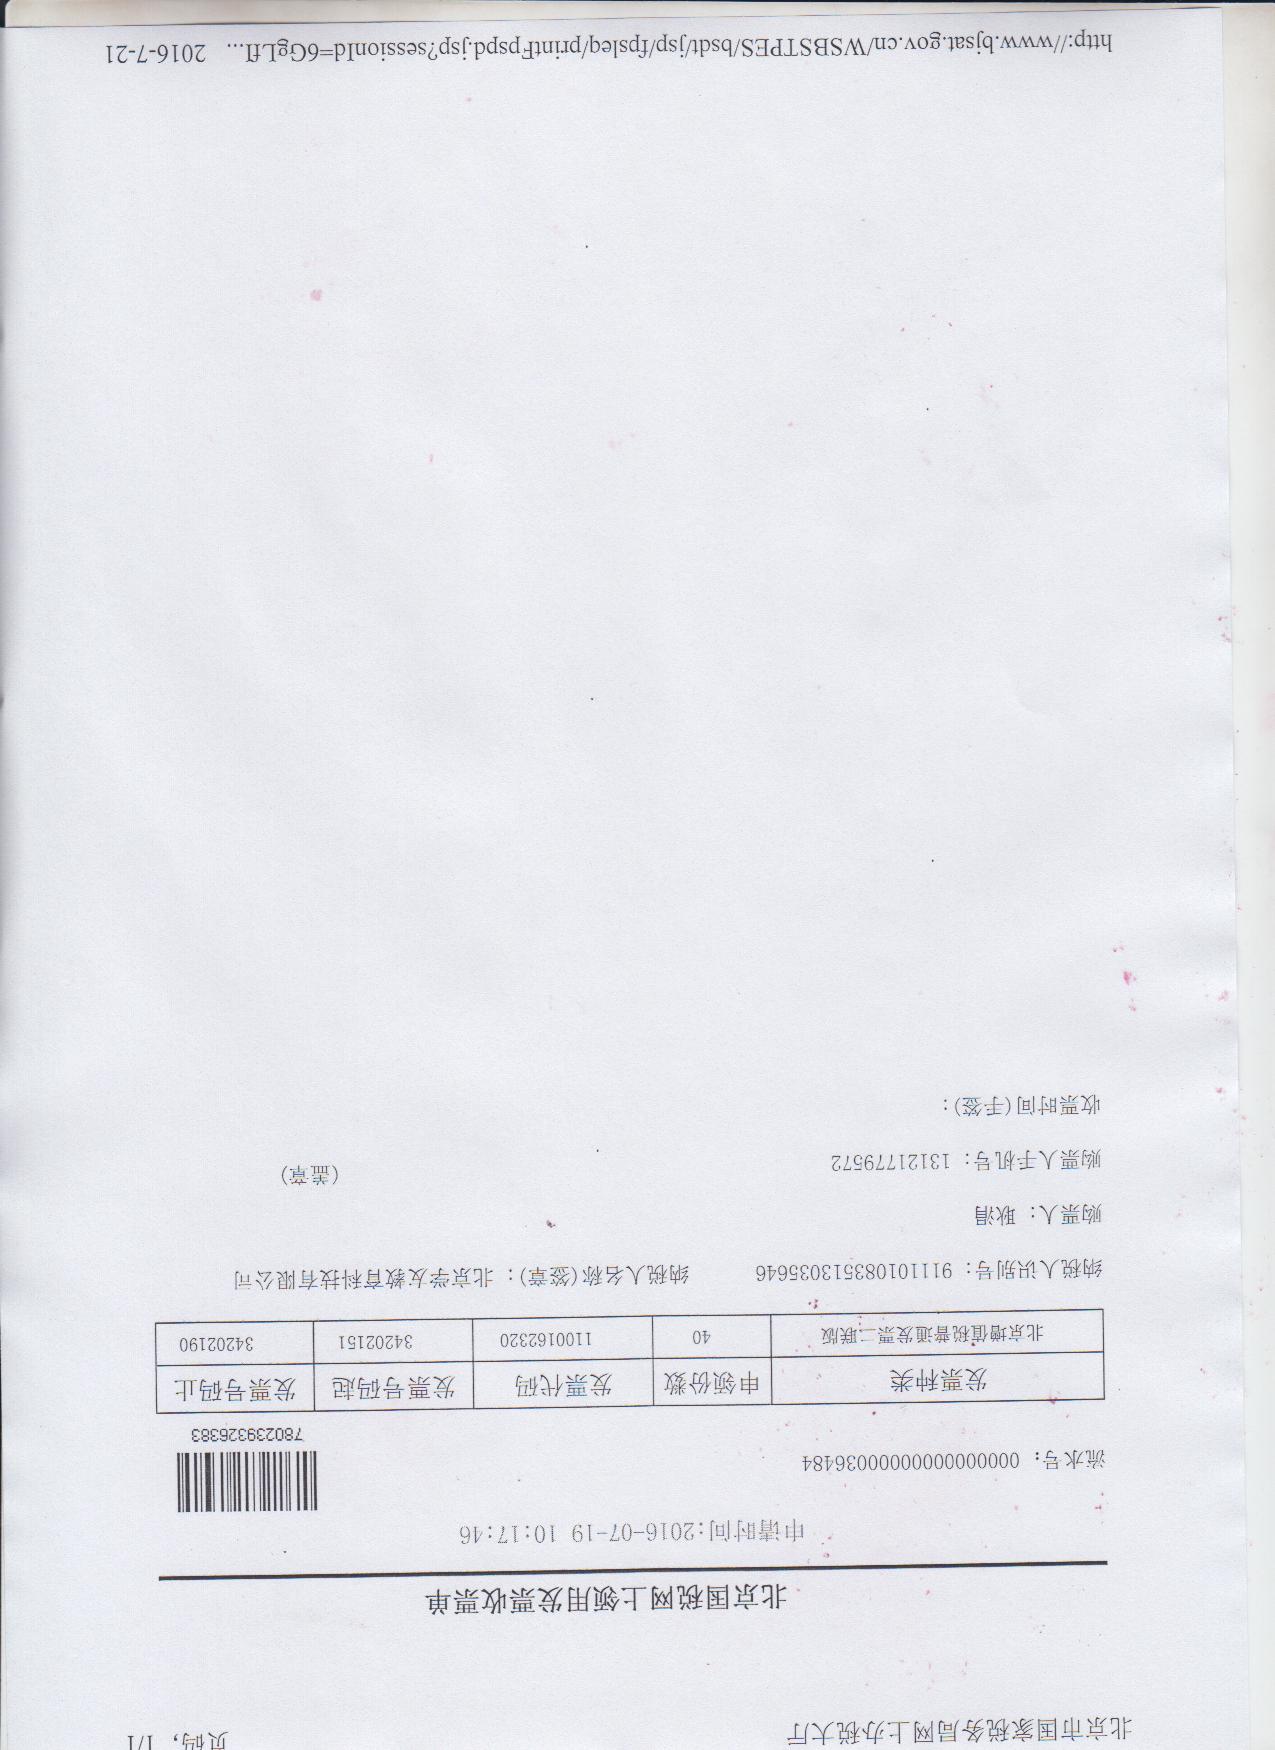 北京市国家税务局网上办税大厅 页码，1/1
北京国税网上领用发票收票单
申请时间:2016-07-19 10:17:46
流水号： 0000000000000036484
7802393263​83
发票种类 申领份数 发票代码 发票号码起 发票号码止
北京增值税普通发票二联版 40 1100162320 34202151 34202190
纳税人识别号： 911101083513035646 纳税人名称(签章)： 北京学友教育科技有限公司
购票人： 耿涓
购票人手机号： 13121779572 (盖章)
收票时间(手签)：
http://www.bjsat.gov.cn/WSBSTPES/bsdt/jsp/fpsleq/printFpspd.jsp?sessionId=6GgLfl... 2016-7-21